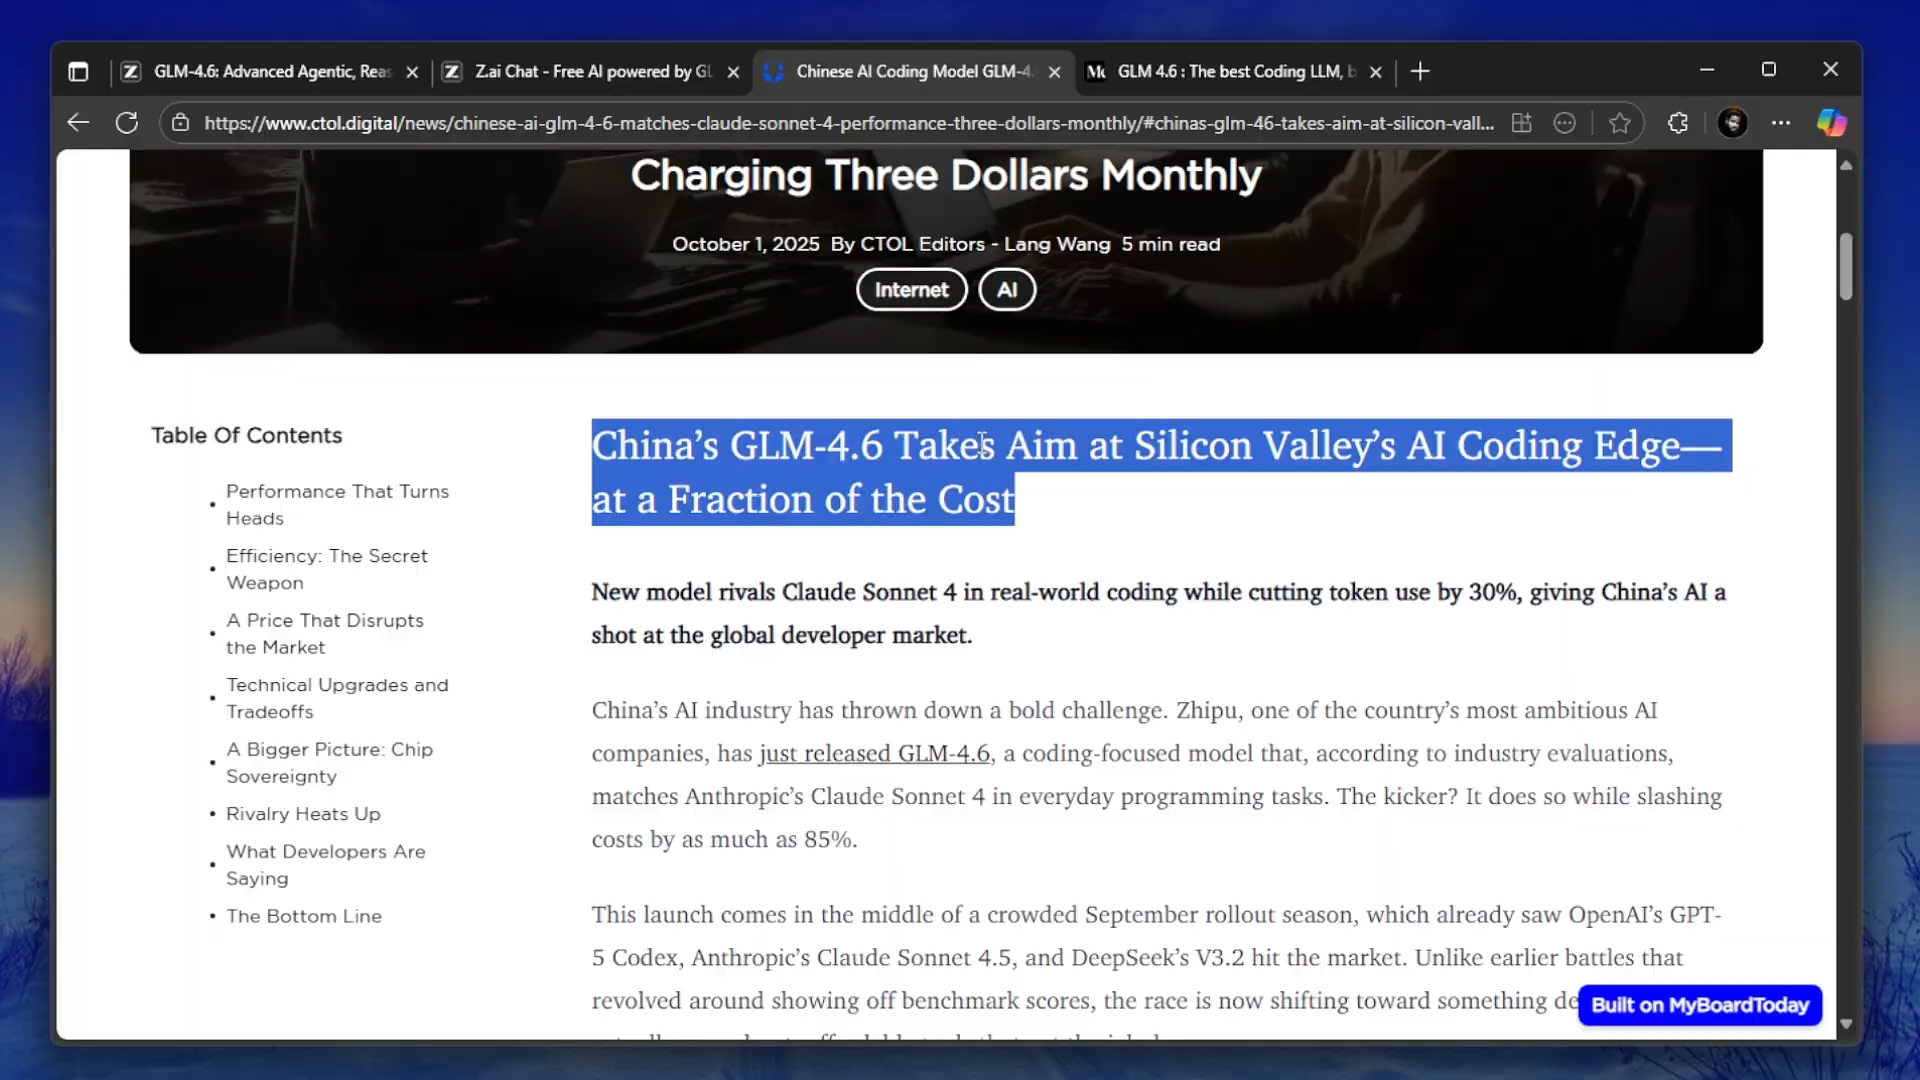 GLM-4.6: Advanced Agentic, Reas
Z.ai Chat - Free AI powered by GL
Chinese AI Coding Model GLM-4.
GLM 4.6 : The best Coding LLM, b
https://www.ctol.digital/news/chinese-ai-glm-4-6-matches-claude-sonnet-4-performance-three-dollars-monthly/#chinas-glm-46-takes-aim-at-silicon-vall...
Charging Three Dollars Monthly
October 1, 2025 By CTOL Editors - Lang Wang 5 min read
Internet
AI
Table Of Contents
• Performance That Turns
Heads
• Efficiency: The Secret
Weapon
• A Price That Disrupts
the Market
• Technical Upgrades and
Tradeoffs
• A Bigger Picture: Chip
Sovereignty
• Rivalry Heats Up
• What Developers Are
Saying
• The Bottom Line
China’s GLM-4.6 Takes Aim at Silicon Valley’s AI Coding Edge—
at a Fraction of the Cost
New model rivals Claude Sonnet 4 in real-world coding while cutting token use by 30%, giving China’s AI a
shot at the global developer market.
China’s AI industry has thrown down a bold challenge. Zhipu, one of the country’s most ambitious AI
companies, has just released GLM-4.6, a coding-focused model that, according to industry evaluations,
matches Anthropic’s Claude Sonnet 4 in everyday programming tasks. The kicker? It does so while slashing
costs by as much as 85%.
This launch comes in the middle of a crowded September rollout season, which already saw OpenAI’s GPT-
5 Codex, Anthropic’s Claude Sonnet 4.5, and DeepSeek’s V3.2 hit the market. Unlike earlier battles that
revolved around showing off benchmark scores, the race is now shifting toward something de
Built on MyBoardToday